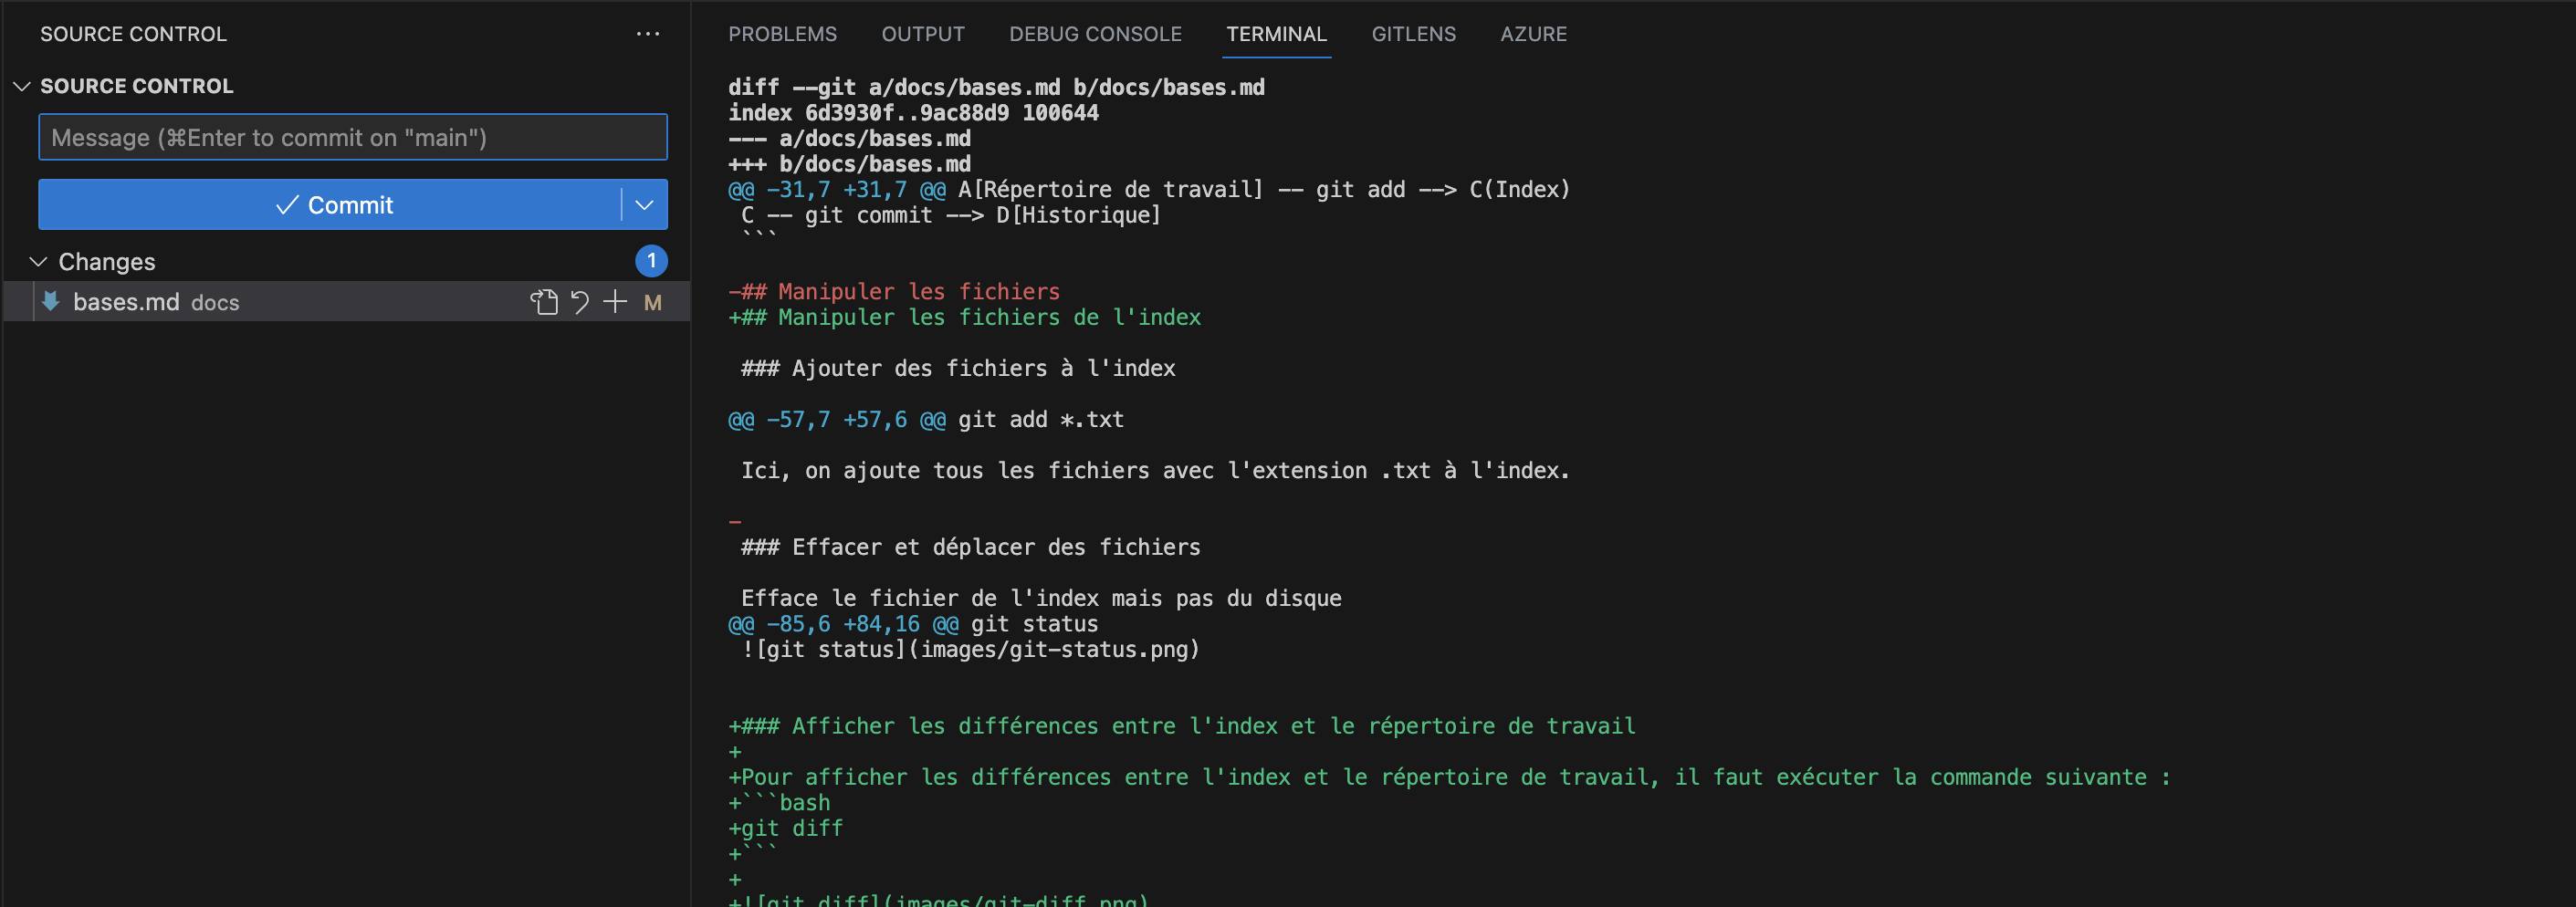 SOURCE CONTROL ...
SOURCE CONTROL
Message (⌘Enter to commit on "main")
Commit
Changes 1
bases.md docs M
PROBLEMS OUTPUT DEBUG CONSOLE TERMINAL GITLENS AZURE
diff --git a/docs/bases.md b/docs/bases.md
index 6d3930f..9ac88d9 100644
--- a/docs/bases.md
+++ b/docs/bases.md
@@ -31,7 +31,7 @@ A[Répertoire de travail] -- git add --> C(Index)
 C -- git commit --> D[Historique]
 ```
-## Manipuler les fichiers
+## Manipuler les fichiers de l'index
 ### Ajouter des fichiers à l'index
@@ -57,7 +57,6 @@ git add *.txt
 Ici, on ajoute tous les fichiers avec l'extension .txt à l'index.
-
 ### Effacer et déplacer des fichiers
 Efface le fichier de l'index mais pas du disque
@@ -85,6 +84,16 @@ git status
 ![git status](images/git-status.png)
+### Afficher les différences entre l'index et le répertoire de travail
+
+Pour afficher les différences entre l'index et le répertoire de travail, il faut exécuter la commande suivante :
+```bash
+git diff
+```
+
+![git diff](images/git-diff.png)